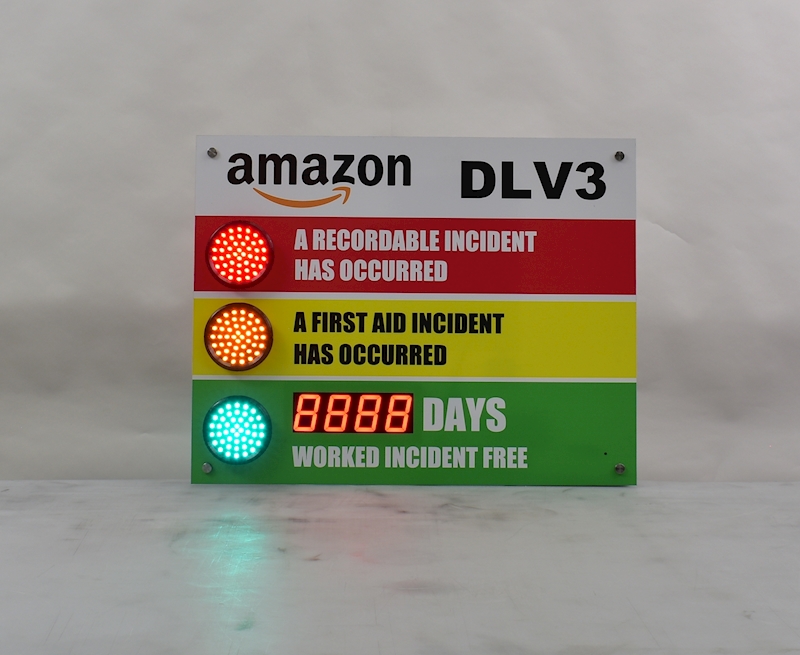 amazon DLV3
A RECORDABLE INCIDENT
HAS OCCURRED
A FIRST AID INCIDENT
HAS OCCURRED
8888 DAYS
WORKED INCIDENT FREE